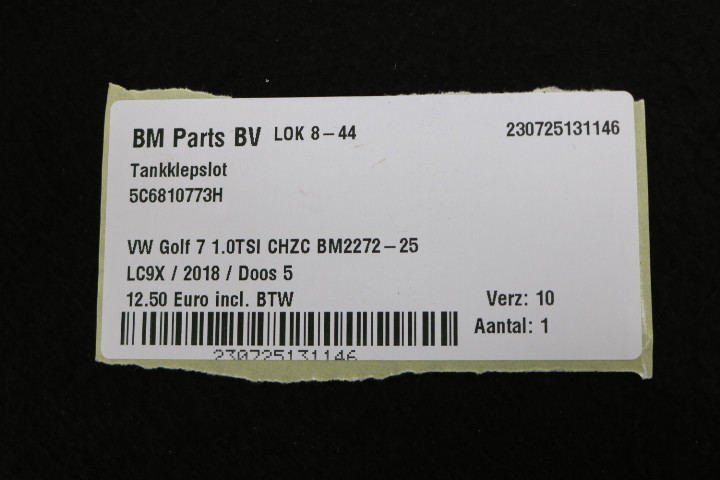 BM Parts BV LOK 8-44 230725131146
Tankklepslot
5C6810773H
VW Golf 7 1.0TSI CHZC BM2272-25
LC9X / 2018 / Doos 5
12.50 Euro incl. BTW Verz: 10
Aantal: 1
230725131146